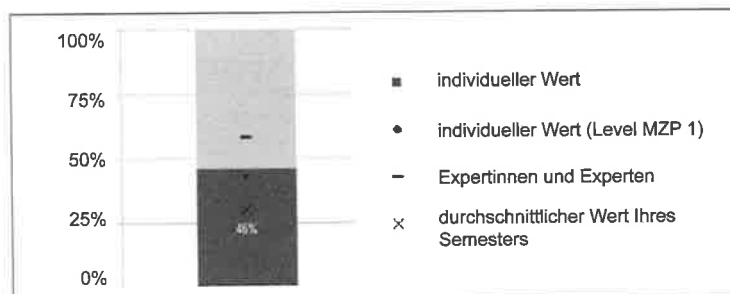 100%
75%
50%
25%
0%
46%
individueller Wert
individueller Wert (Level MZP 1)
Expertinnen und Experten
durchschnittlicher Wert Ihres
Semesters